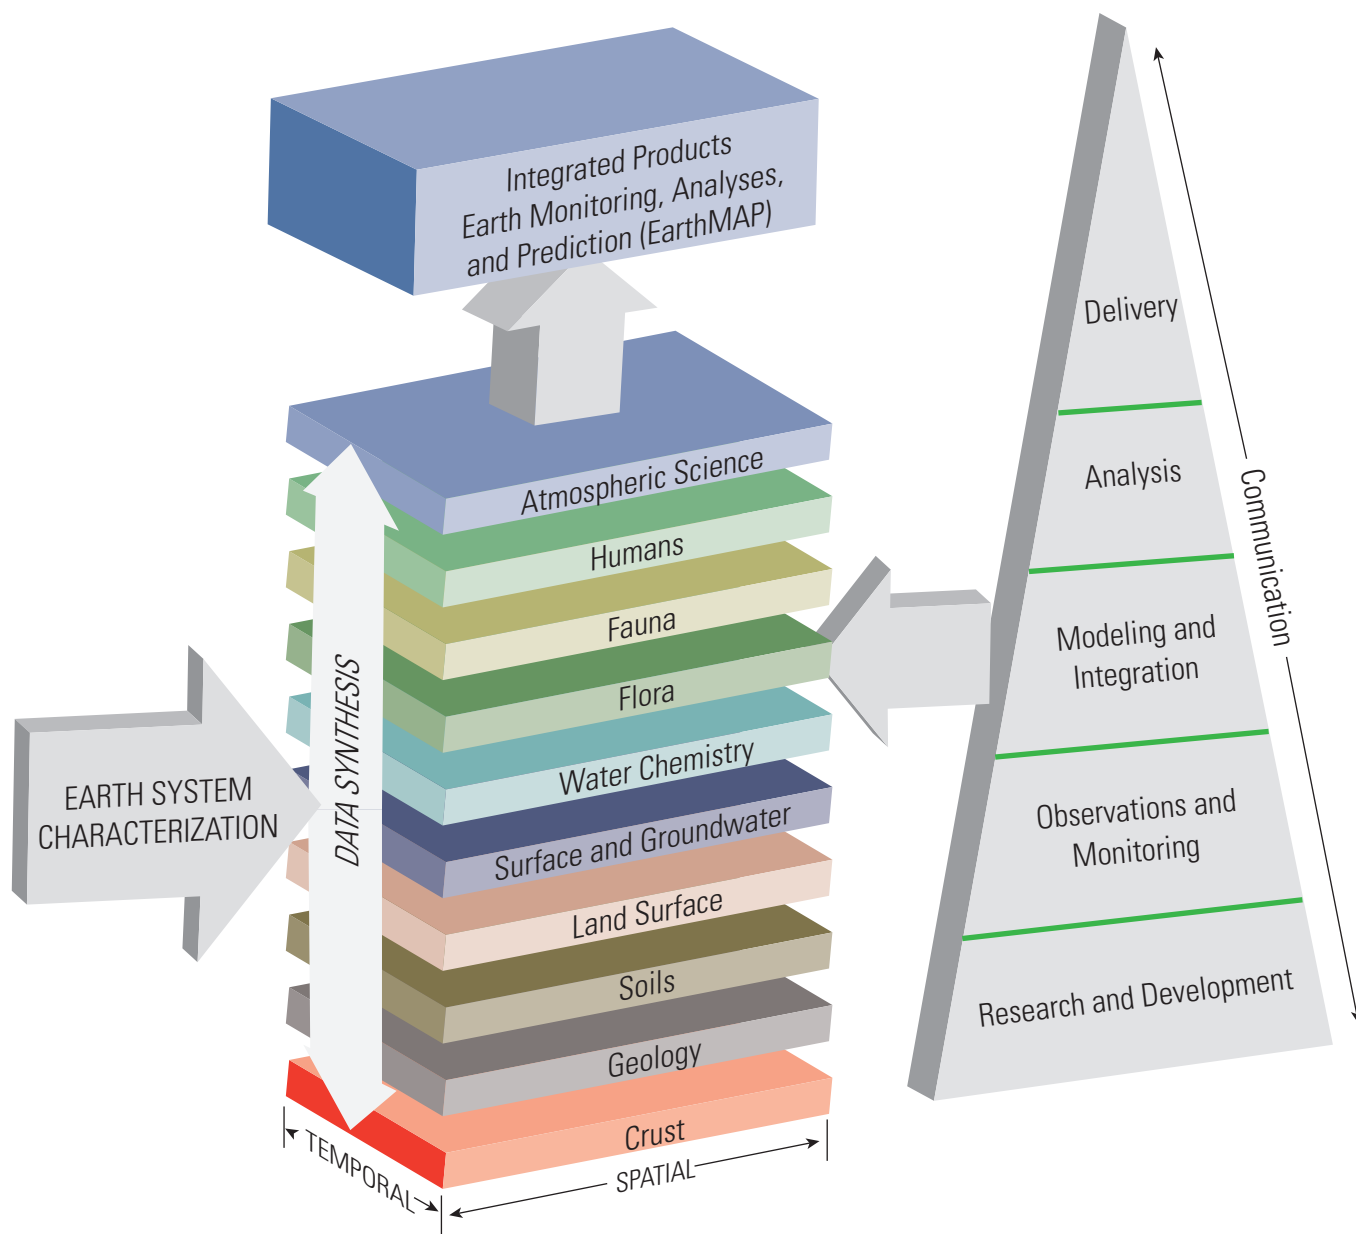 Integrated Products
Earth Monitoring, Analyses,
and Prediction (EarthMAP)
Atmospheric Science
Humans
Fauna
Flora
Water Chemistry
Surface and Groundwater
Land Surface
Soils
Geology
Crust
DATA SYNTHESIS
EARTH SYSTEM
CHARACTERIZATION
TEMPORAL
SPATIAL
Delivery
Analysis
Modeling and
Integration
Observations and
Monitoring
Research and Development
Communication